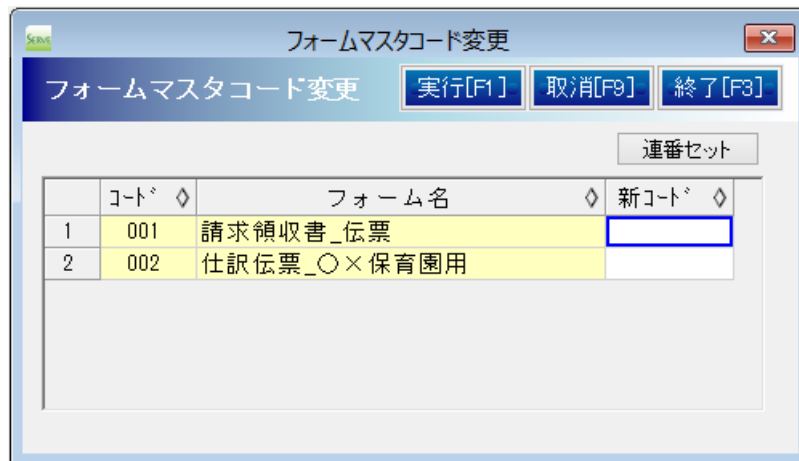 SERVE フォームマスタコード変更
フォームマスタコード変更 実行[F1] 取消[F9] 終了[F3]
連番セット
ｺｰﾄﾞ ◇ フォーム名 ◇ 新ｺｰﾄﾞ ◇
1 001 請求領収書_伝票
2 002 仕訳伝票_○×保育園用